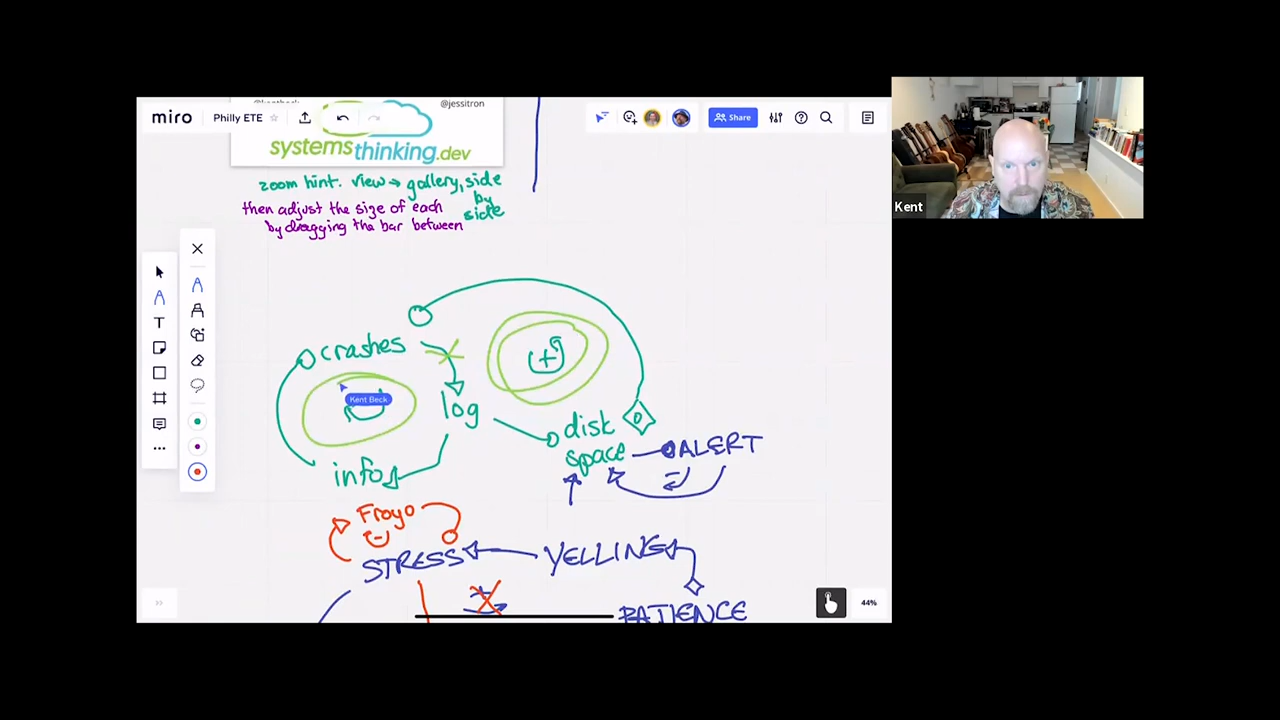 miro Philly ETE Share
@kentbeck @jessitron
systemsthinking.dev
zoom hint. view → gallery, side by side
then adjust the size of each
by dragging the bar between
crashes
(+)
Kent Beck
log
disk space
info
ALERT
Froyo
STRESS
YELLING
PATIENCE
T
44%
Kent